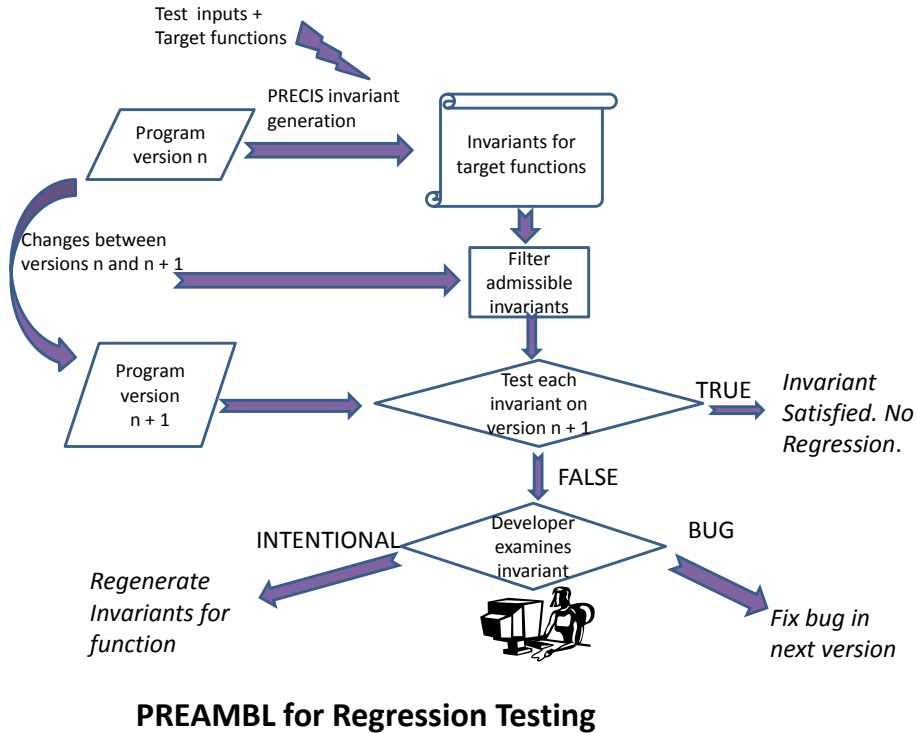 Test inputs +
Target functions
PRECIS invariant
generation
Program
version n
Invariants for
target functions
Changes between
versions n and n + 1
Filter
admissible
invariants
Program
version
n + 1
Test each
invariant on
version n + 1
TRUE
Invariant
Satisfied. No
Regression.
FALSE
Developer
examines
invariant
INTENTIONAL
BUG
Regenerate
Invariants for
function
Fix bug in
next version
PREAMBL for Regression Testing